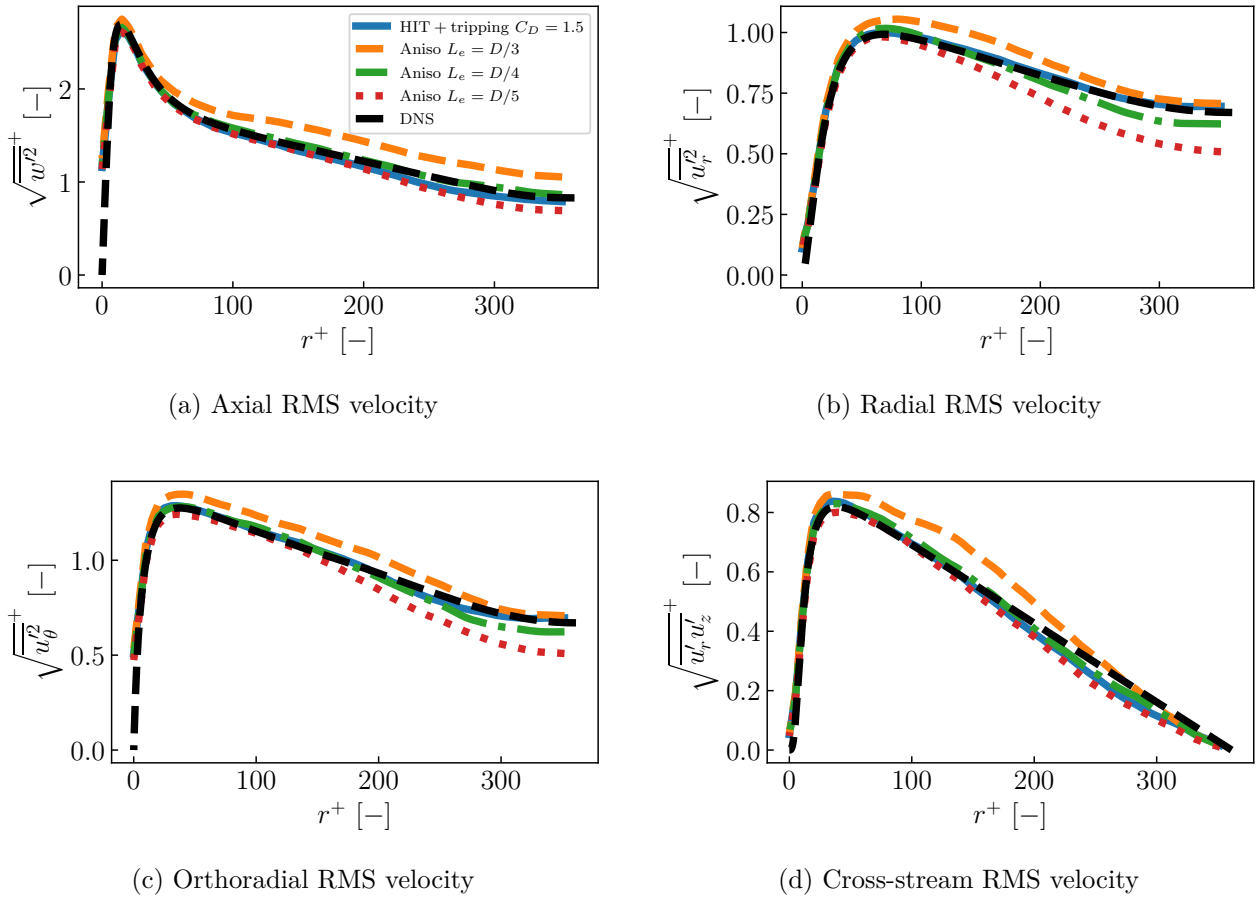 HIT + tripping C_D = 1.5
Aniso L_e = D/3
Aniso L_e = D/4
Aniso L_e = D/5
DNS
√(w′²)⁺ [−]
2
1
0
0 100 200 300
r⁺ [−]
(a) Axial RMS velocity
√(u′_r²)⁺ [−]
1.00
0.75
0.50
0.25
0.00
0 100 200 300
r⁺ [−]
(b) Radial RMS velocity
√(u′_θ²)⁺ [−]
1.0
0.5
0.0
0 100 200 300
r⁺ [−]
(c) Orthoradial RMS velocity
√(u′_r u′_z)⁺ [−]
0.8
0.6
0.4
0.2
0.0
0 100 200 300
r⁺ [−]
(d) Cross-stream RMS velocity